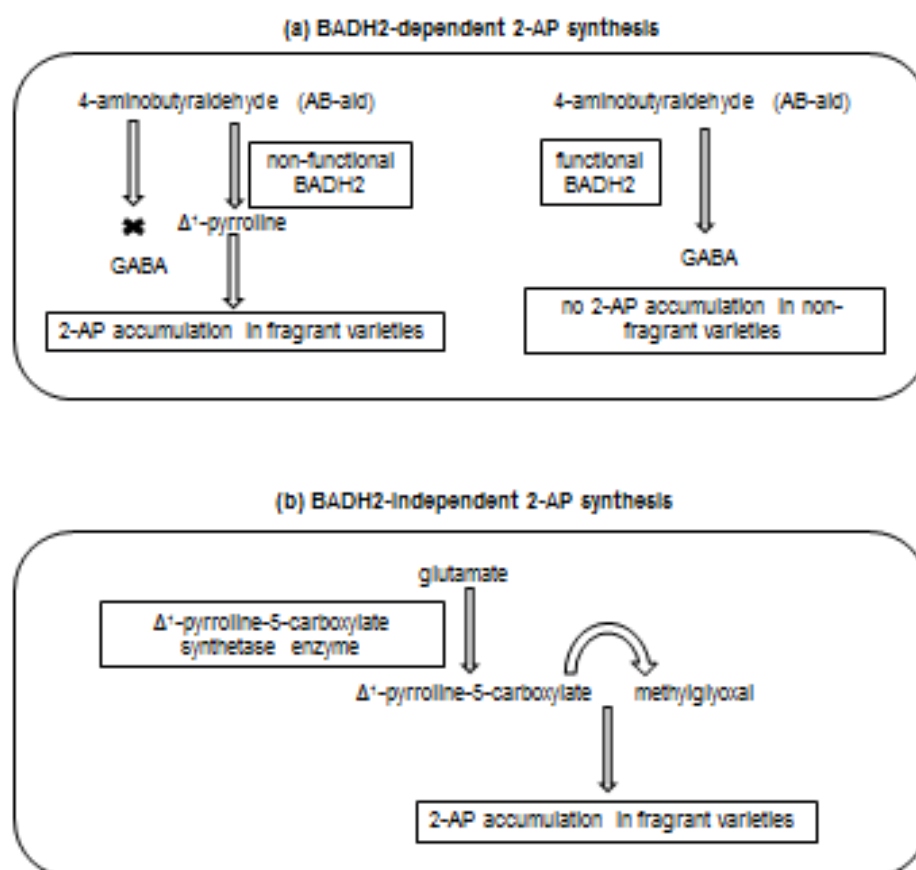 (a) BADH2-dependent 2-AP synthesis
4-aminobutyraldehyde (AB-ald)
4-aminobutyraldehyde (AB-ald)
non-functional
BADH2
functional
BADH2
Δ¹-pyrroline
GABA
GABA
2-AP accumulation in fragrant varieties
no 2-AP accumulation in non-
fragrant varieties
(b) BADH2-independent 2-AP synthesis
glutamate
Δ¹-pyrroline-5-carboxylate
synthetase enzyme
Δ¹-pyrroline-5-carboxylate
methylglyoxal
2-AP accumulation in fragrant varieties